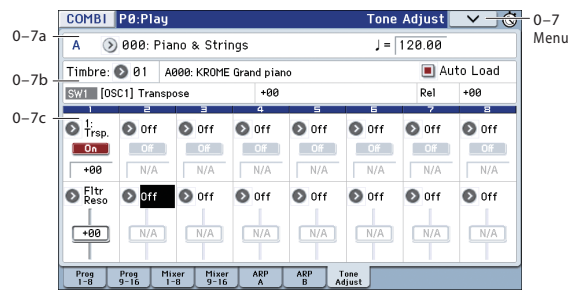 COMBI P0:Play Tone Adjust
0–7
Menu
0–7a
A 000: Piano & Strings ♩= 120.00
0–7b
Timbre: 01 A000: KROME Grand piano Auto Load
SW1 [OSC1] Transpose +00 Rel +00
0–7c
1 2 3 4 5 6 7 8
1:
Trsp. Off Off Off Off Off Off Off
On Off Off Off Off Off Off Off
+00 N/A N/A N/A N/A N/A N/A N/A
Fltr
Reso Off Off Off Off Off Off Off
+00 N/A N/A N/A N/A N/A N/A N/A
Prog Prog Mixer Mixer ARP ARP Tone
1-8 9-16 1-8 9-16 A B Adjust